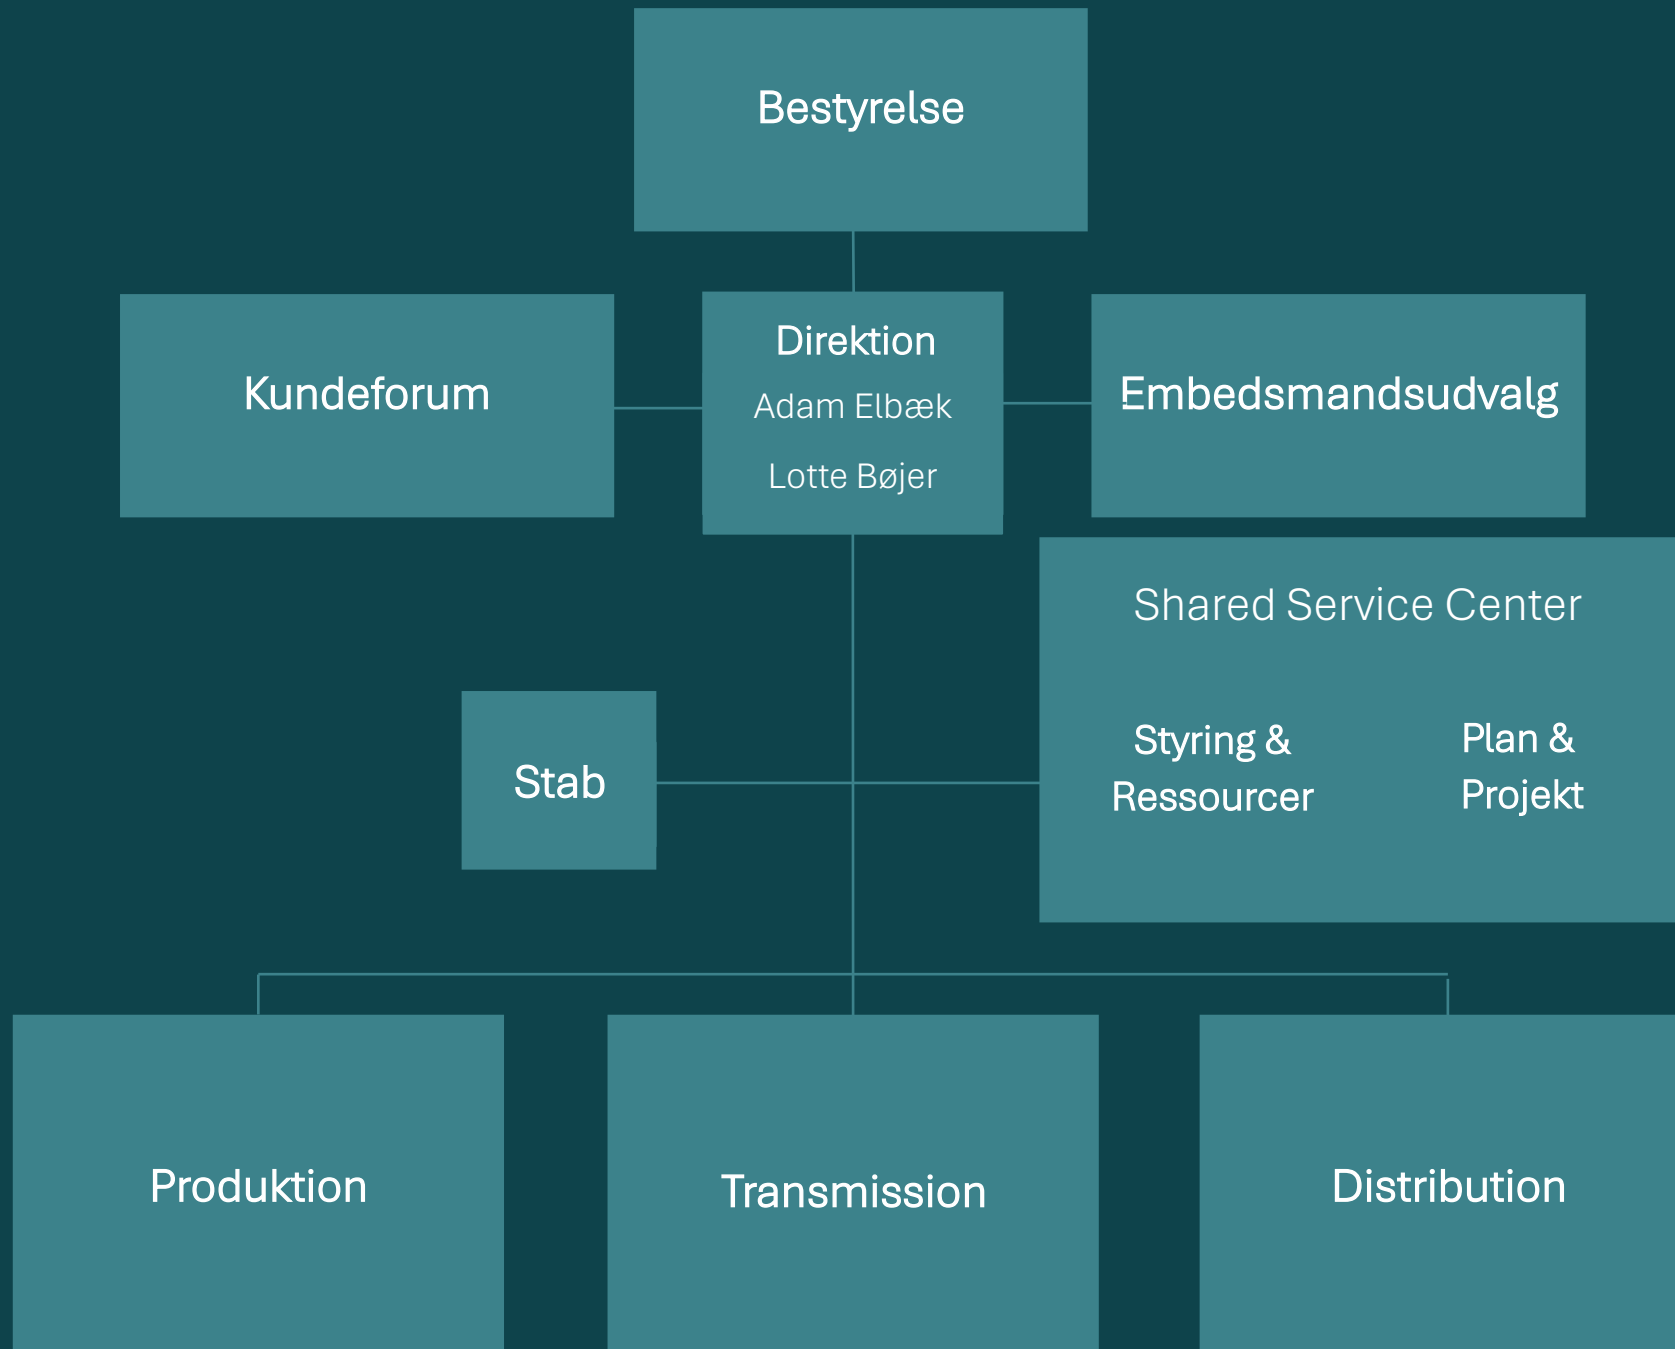 Bestyrelse
Kundeforum
Direktion
Adam Elbæk
Lotte Bøjer
Embedsmandsudvalg
Shared Service Center
Styring &
Ressourcer
Plan &
Projekt
Stab
Produktion
Transmission
Distribution